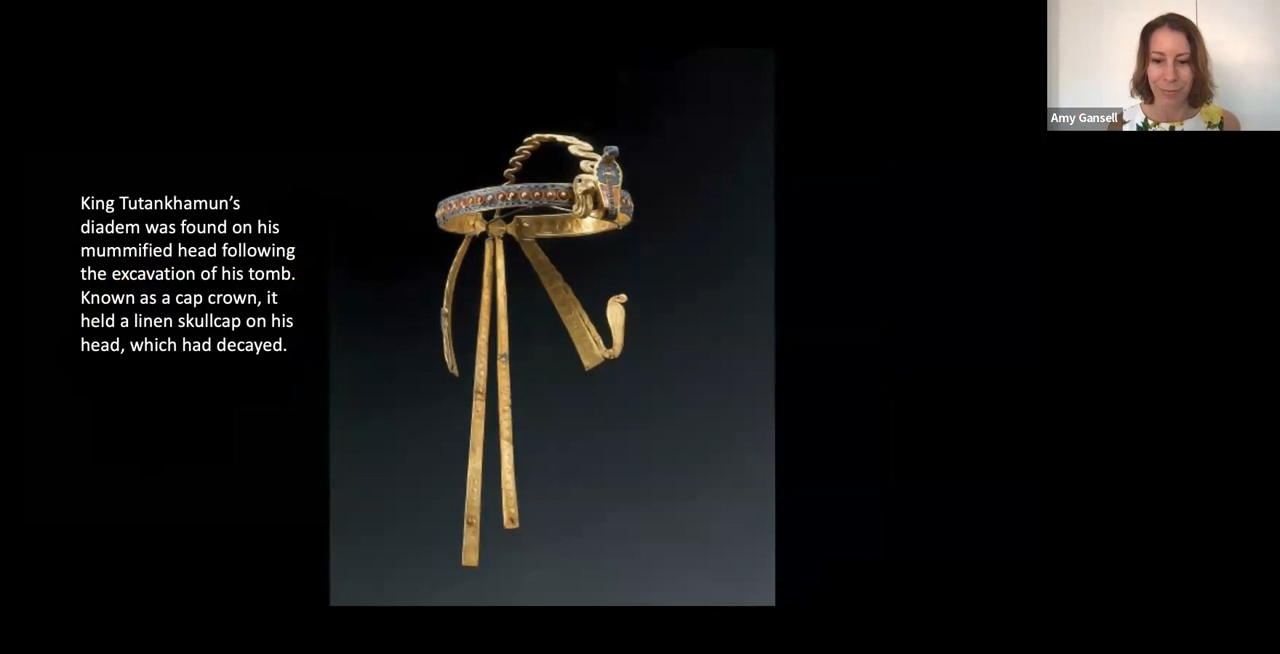 King Tutankhamun’s
diadem was found on his
mummified head following
the excavation of his tomb.
Known as a cap crown, it
held a linen skullcap on his
head, which had decayed.
Amy Gansell